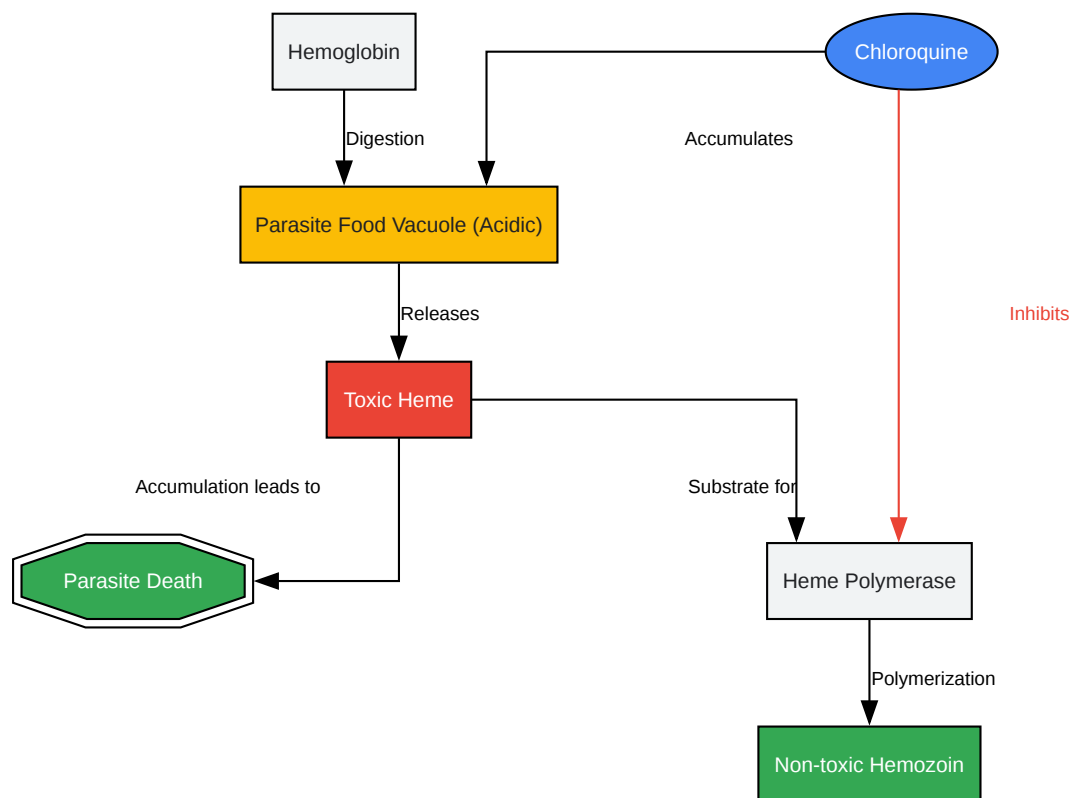 Hemoglobin
Chloroquine
Digestion
Accumulates
Parasite Food Vacuole (Acidic)
Releases
Inhibits
Toxic Heme
Accumulation leads to
Substrate for
Parasite Death
Heme Polymerase
Polymerization
Non-toxic Hemozoin